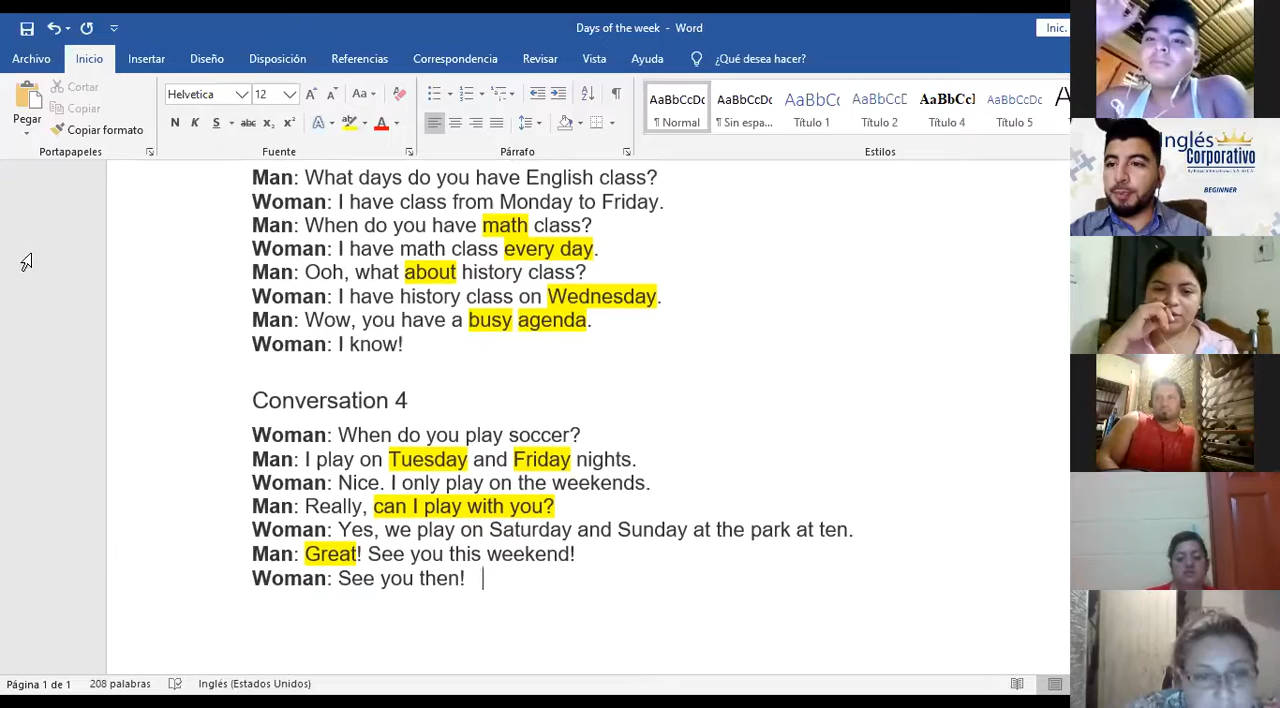 Days of the week - Word
Inic.
Archivo Inicio Insertar Diseño Disposición Referencias Correspondencia Revisar Vista Ayuda ¿Qué desea hacer?
Pegar
Cortar
Copiar
Copiar formato
Portapapeles
Helvetica 12
Fuente
Párrafo
AaBbCcDc AaBbCcDc AaBbC AaBbCcD AaBbCcI AaBbCcDc
¶ Normal ¶ Sin espa... Título 1 Título 2 Título 4 Título 5
Estilos
Man: What days do you have English class?
Woman: I have class from Monday to Friday.
Man: When do you have math class?
Woman: I have math class every day.
Man: Ooh, what about history class?
Woman: I have history class on Wednesday.
Man: Wow, you have a busy agenda.
Woman: I know!
Conversation 4
Woman: When do you play soccer?
Man: I play on Tuesday and Friday nights.
Woman: Nice. I only play on the weekends.
Man: Really, can I play with you?
Woman: Yes, we play on Saturday and Sunday at the park at ten.
Man: Great! See you this weekend!
Woman: See you then!
Página 1 de 1 208 palabras Inglés (Estados Unidos)
Inglés
Corporativo
BEGINNER